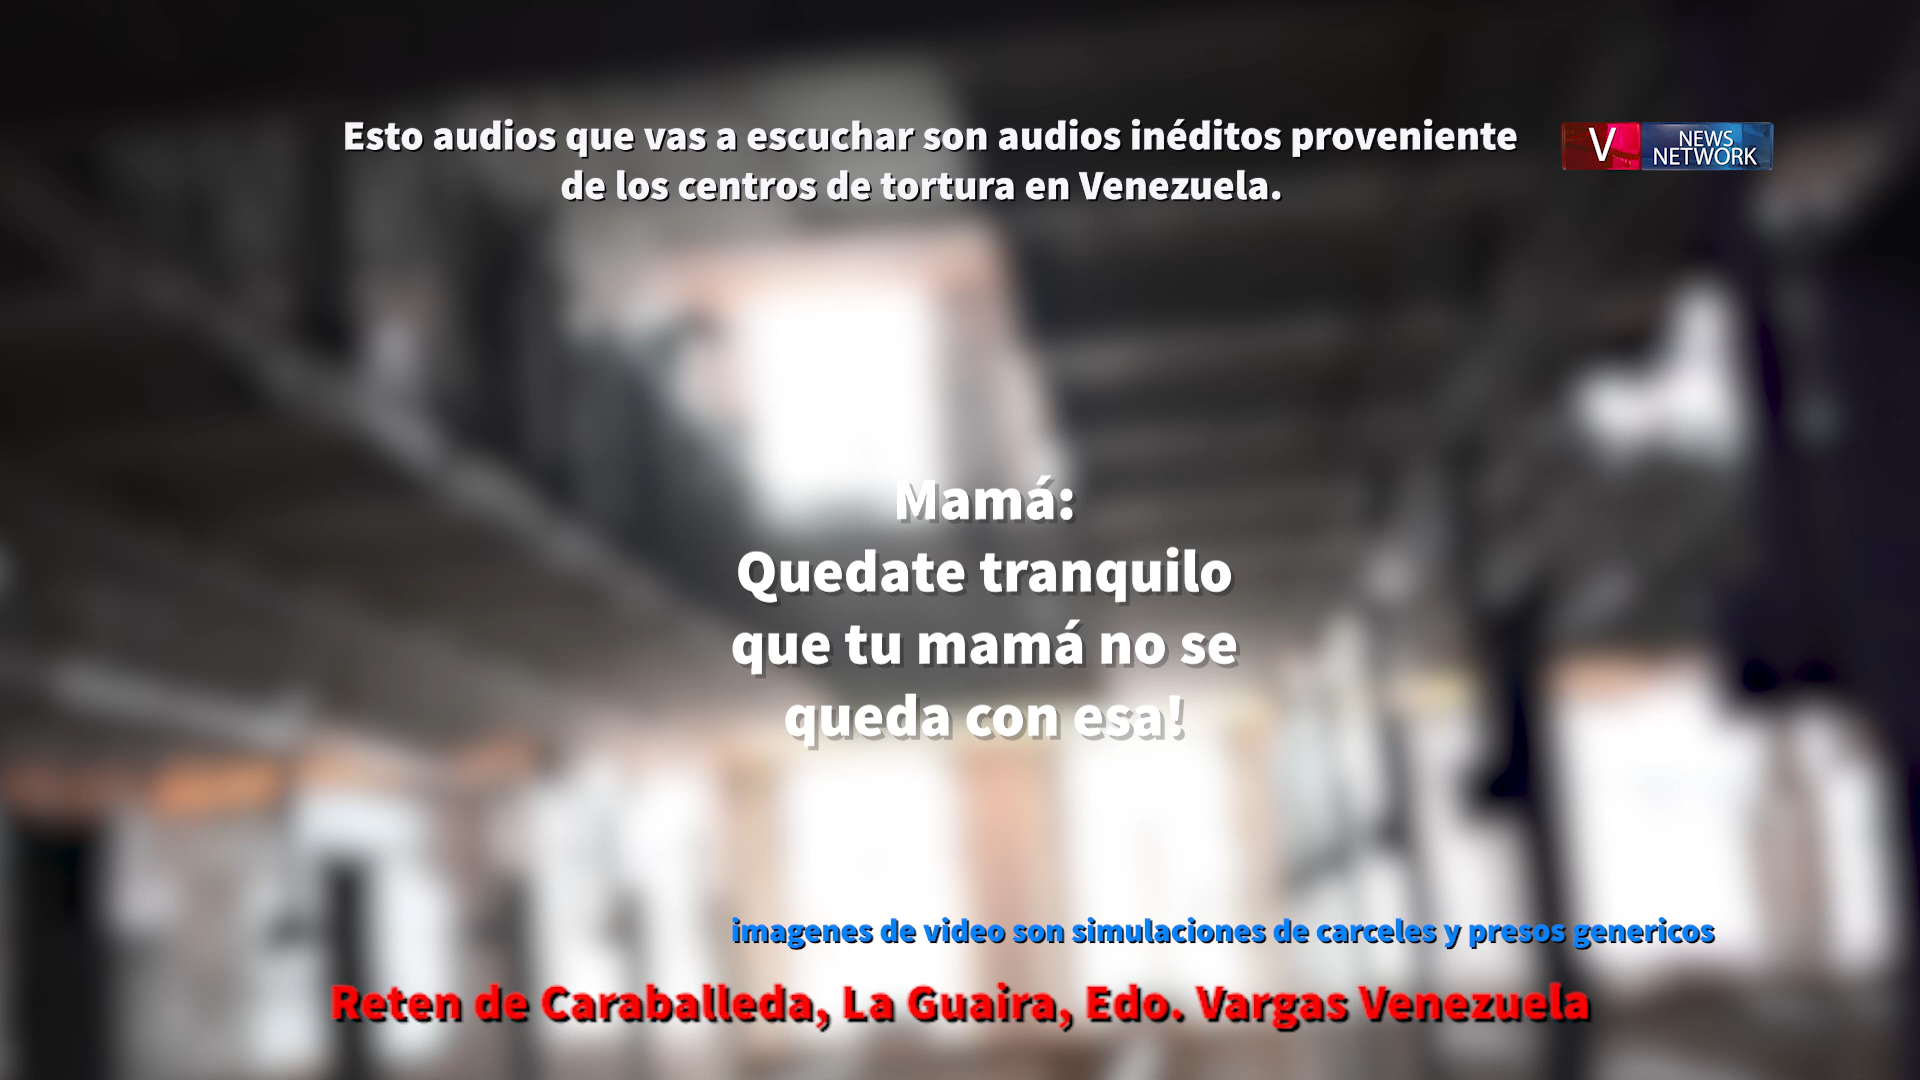 Esto audios que vas a escuchar son audios inéditos proveniente
de los centros de tortura en Venezuela.
V NEWS
NETWORK
Mamá:
Quedate tranquilo
que tu mamá no se
queda con esa!
imagenes de video son simulaciones de carceles y presos genericos
Reten de Caraballeda, La Guaira, Edo. Vargas Venezuela